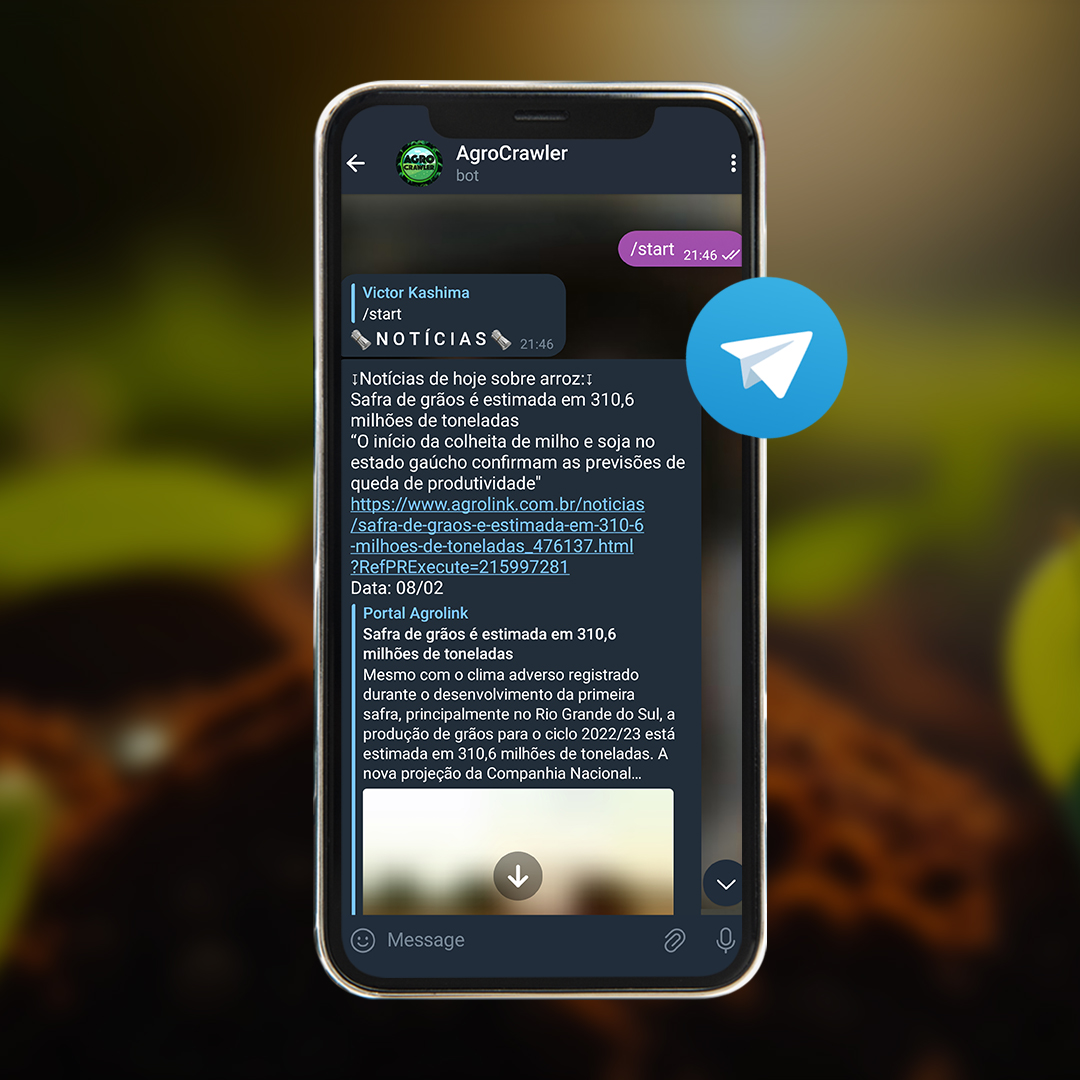 AGRO
CRAWLER
AgroCrawler
bot
/start 21:46
Victor Kashima
/start
NOTÍCIAS 21:46
↕Notícias de hoje sobre arroz:↕
Safra de grãos é estimada em 310,6
milhões de toneladas
“O início da colheita de milho e soja no
estado gaúcho confirmam as previsões de
queda de produtividade"
https://www.agrolink.com.br/noticias
/safra-de-graos-e-estimada-em-310-6
-milhoes-de-toneladas_476137.html
?RefPRExecute=215997281
Data: 08/02
Portal Agrolink
Safra de grãos é estimada em 310,6
milhões de toneladas
Mesmo com o clima adverso registrado
durante o desenvolvimento da primeira
safra, principalmente no Rio Grande do Sul, a
produção de grãos para o ciclo 2022/23 está
estimada em 310,6 milhões de toneladas. A
nova projeção da Companhia Nacional...
Message